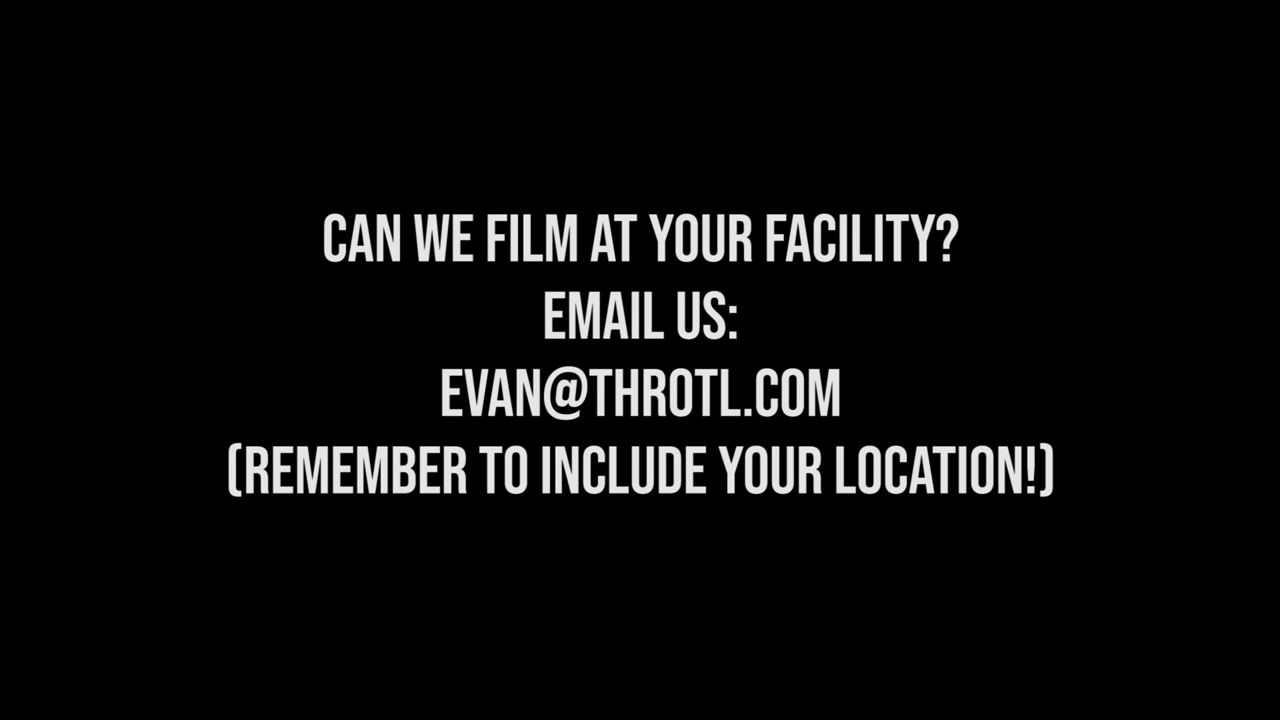 CAN WE FILM AT YOUR FACILITY?
EMAIL US:
EVAN@THROTL.COM
(REMEMBER TO INCLUDE YOUR LOCATION!)